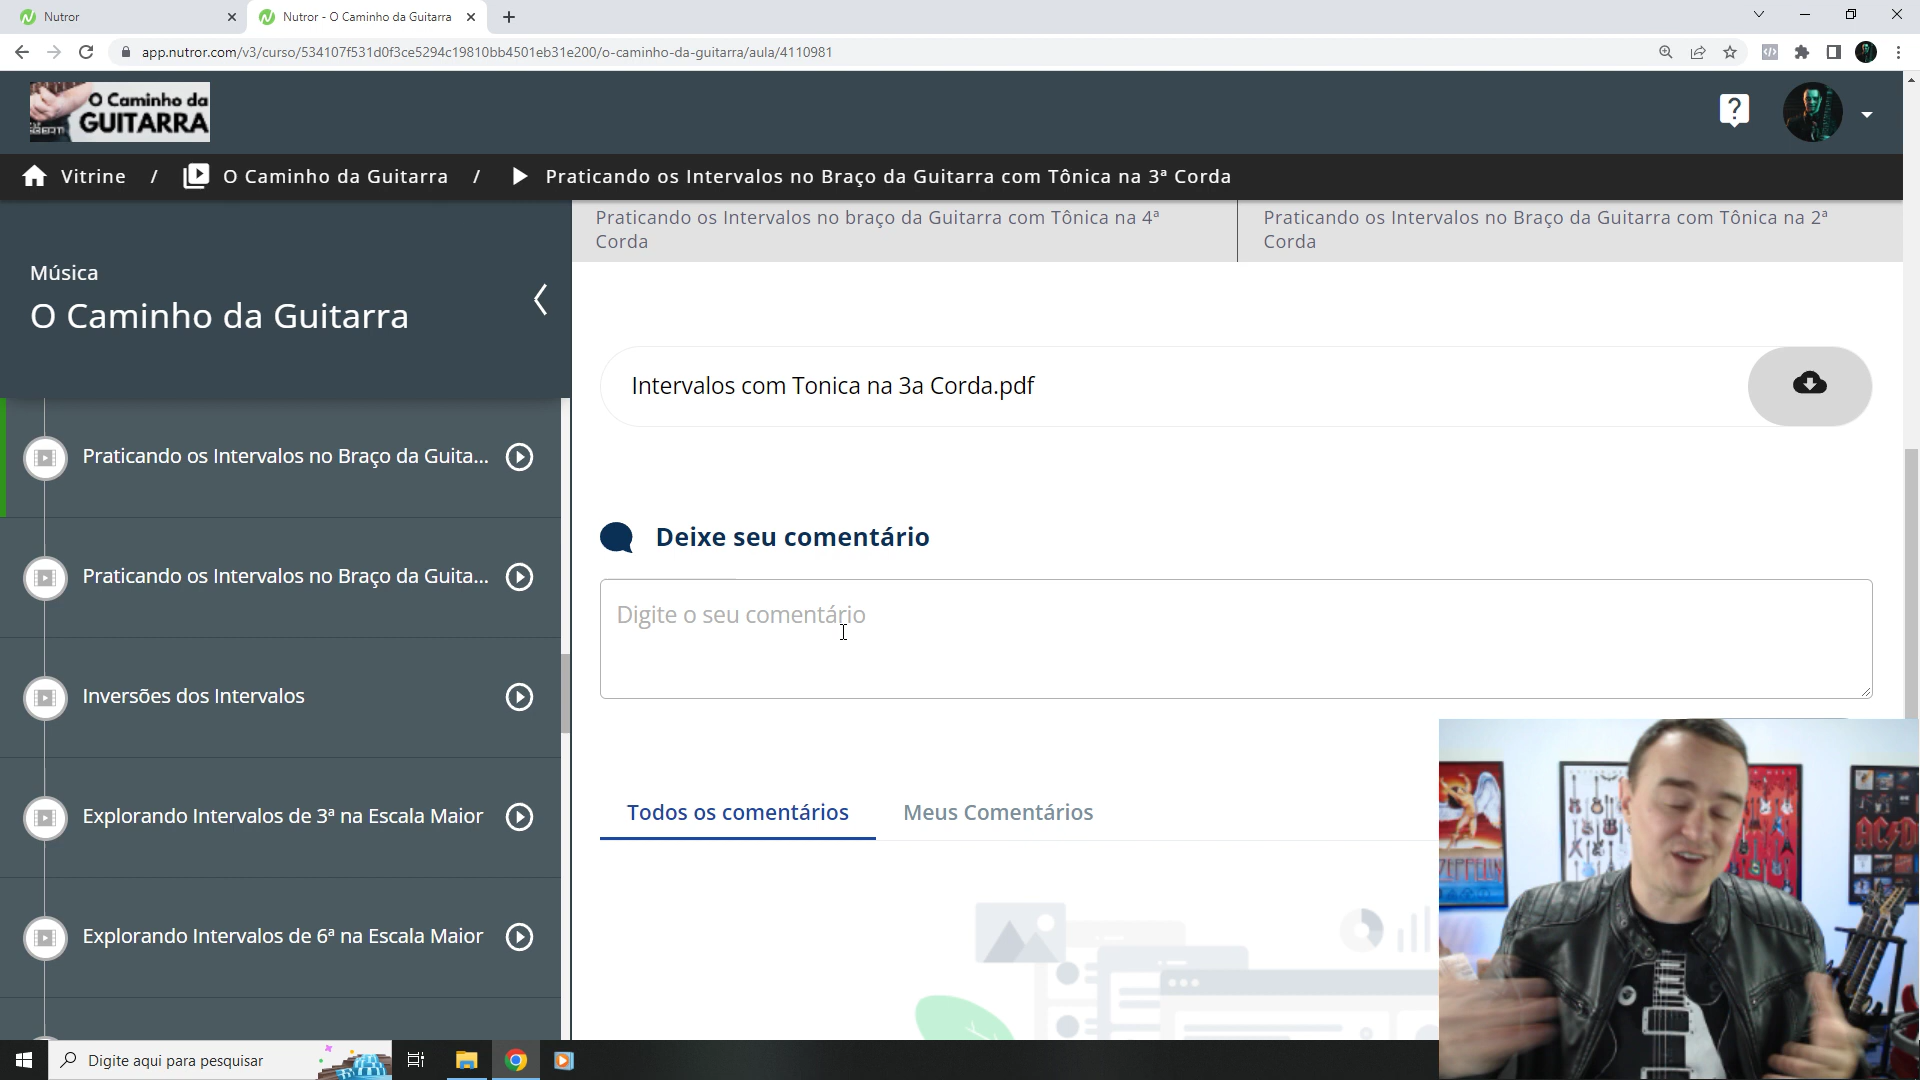 Nutror
Nutror - O Caminho da Guitarra
app.nutror.com/v3/curso/534107f531d0f3ce5294c19810bb4501eb31e200/o-caminho-da-guitarra/aula/4110981
O Caminho da
GUITARRA
Vitrine / O Caminho da Guitarra / Praticando os Intervalos no Braço da Guitarra com Tônica na 3ª Corda
Praticando os Intervalos no braço da Guitarra com Tônica na 4ª
Corda
Praticando os Intervalos no Braço da Guitarra com Tônica na 2ª
Corda
Música
O Caminho da Guitarra
Praticando os Intervalos no Braço da Guita...
Praticando os Intervalos no Braço da Guita...
Inversões dos Intervalos
Explorando Intervalos de 3ª na Escala Maior
Explorando Intervalos de 6ª na Escala Maior
Intervalos com Tonica na 3a Corda.pdf
Deixe seu comentário
Digite o seu comentário
Todos os comentários
Meus Comentários
ZEPPELIN
AC/DC
Digite aqui para pesquisar